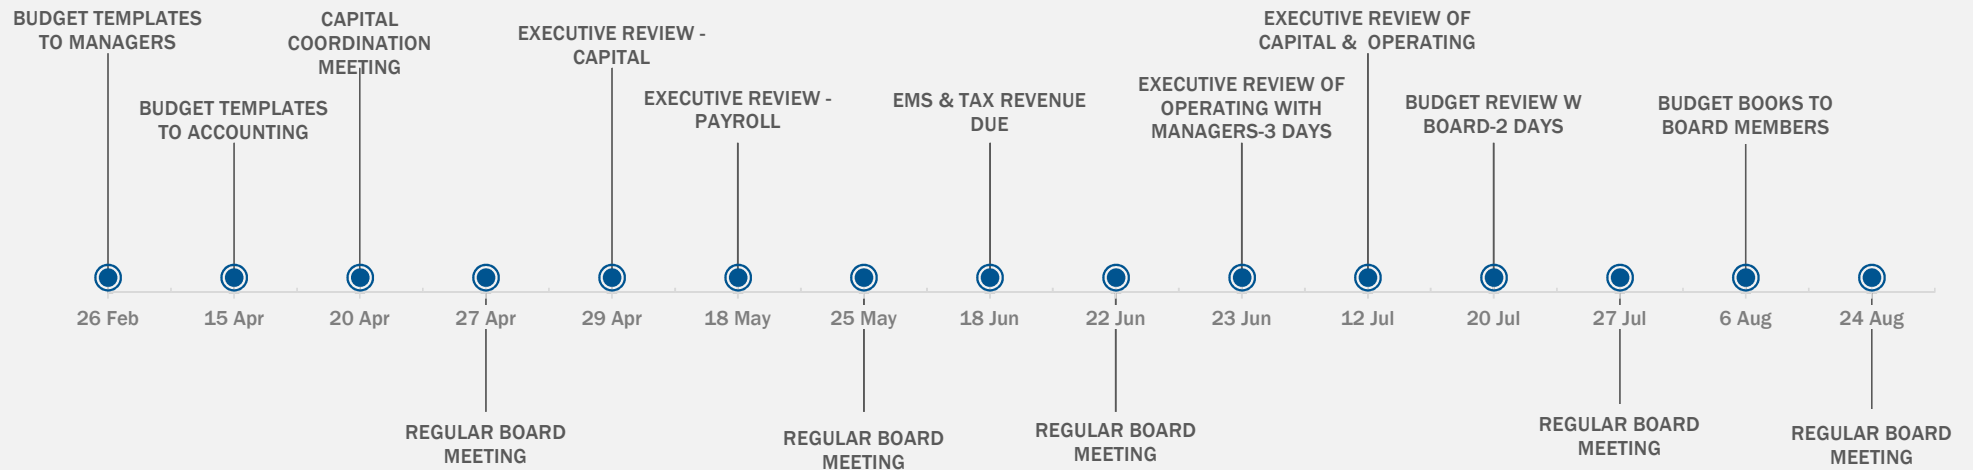 BUDGET TEMPLATES
TO MANAGERS
BUDGET TEMPLATES
TO ACCOUNTING
CAPITAL
COORDINATION
MEETING
EXECUTIVE REVIEW -
CAPITAL
EXECUTIVE REVIEW -
PAYROLL
EMS & TAX REVENUE
DUE
EXECUTIVE REVIEW OF
OPERATING WITH
MANAGERS-3 DAYS
EXECUTIVE REVIEW OF
CAPITAL & OPERATING
BUDGET REVIEW W
BOARD-2 DAYS
BUDGET BOOKS TO
BOARD MEMBERS
26 Feb
15 Apr
20 Apr
27 Apr
29 Apr
18 May
25 May
18 Jun
22 Jun
23 Jun
12 Jul
20 Jul
27 Jul
6 Aug
24 Aug
REGULAR BOARD
MEETING
REGULAR BOARD
MEETING
REGULAR BOARD
MEETING
REGULAR BOARD
MEETING
REGULAR BOARD
MEETING